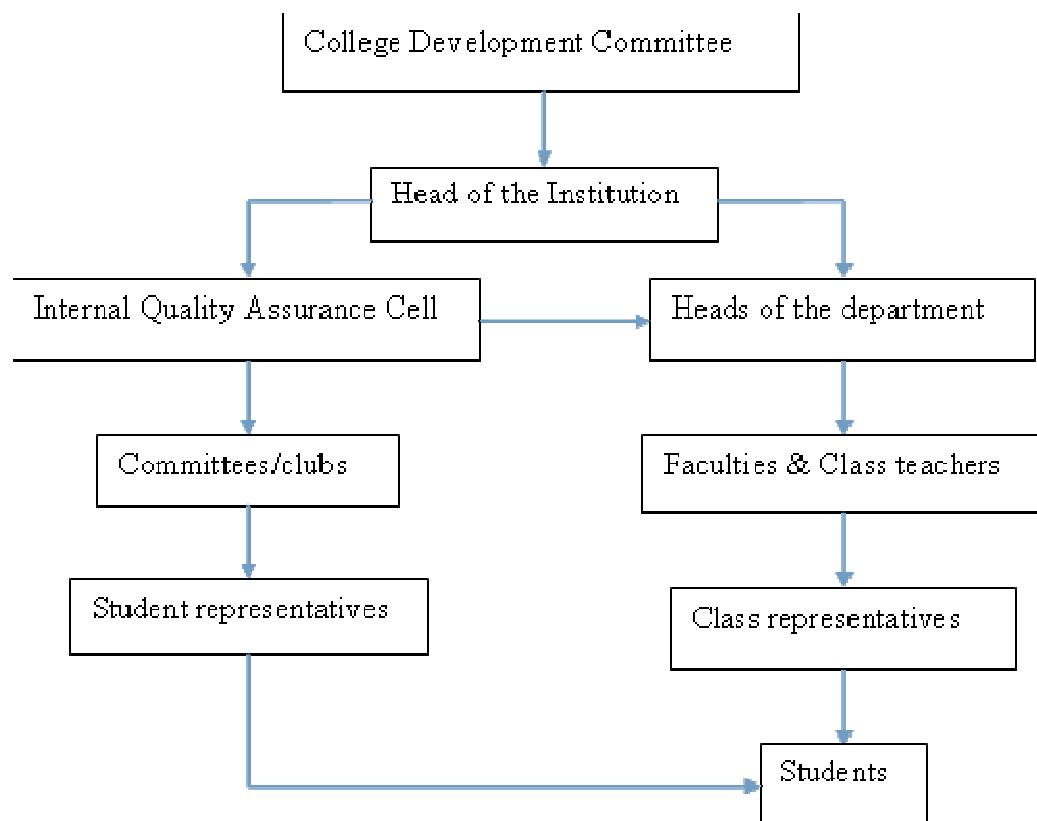 College Development Committee
Head of the Institution
Internal Quality Assurance Cell
Heads of the department
Committees/clubs
Faculties & Class teachers
Student representatives
Class representatives
Students